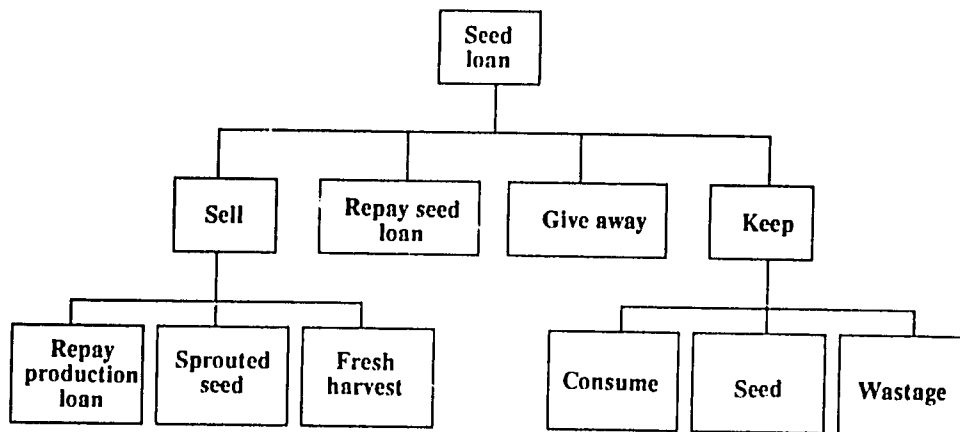 Seed
loan
Sell
Repay seed
loan
Give away
Keep
Repay
production
loan
Sprouted
seed
Fresh
harvest
Consume
Seed
Wastage